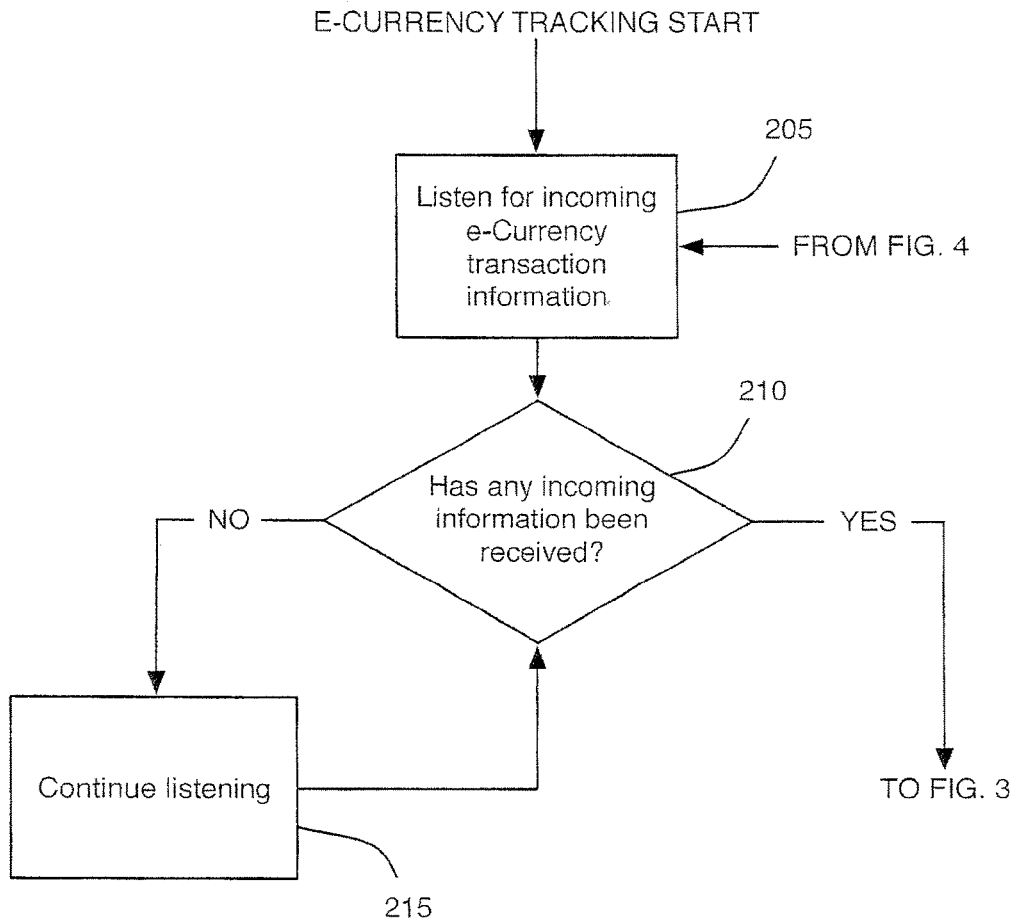 E-CURRENCY TRACKING START
205
Listen for incoming
e-Currency
transaction
information
FROM FIG. 4
210
Has any incoming
information been
received?
NO
YES
Continue listening
TO FIG. 3
215